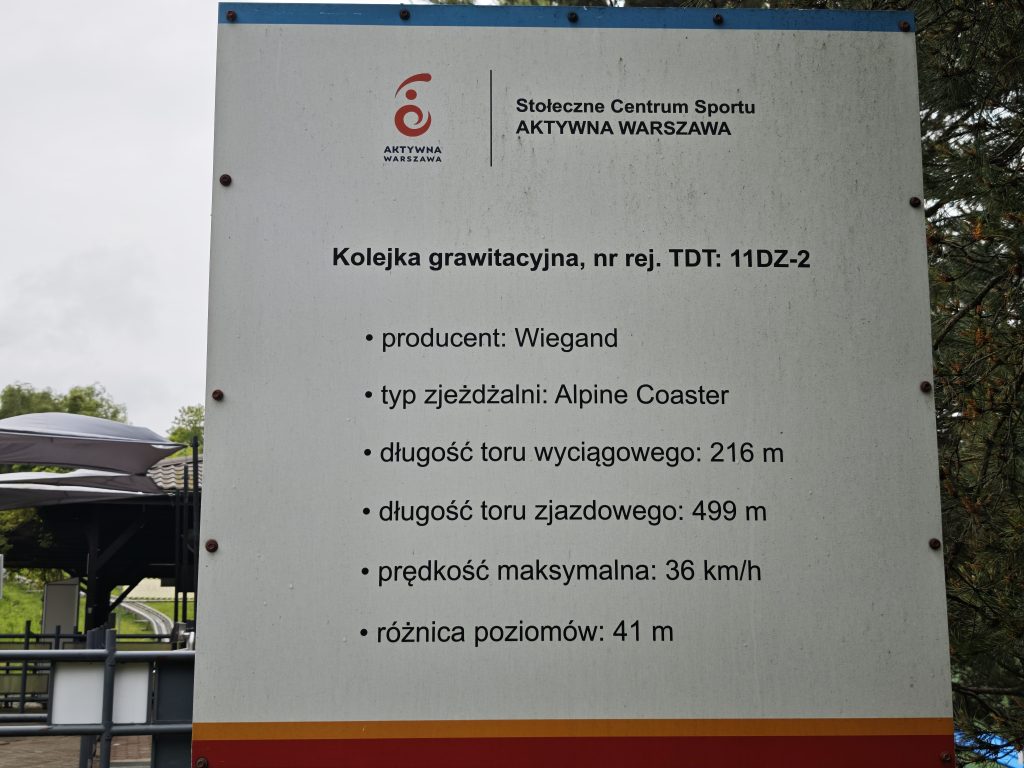 AKTYWNA
WARSZAWA
Stołeczne Centrum Sportu
AKTYWNA WARSZAWA
Kolejka grawitacyjna, nr rej. TDT: 11DZ-2
• producent: Wiegand
• typ zjeżdżalni: Alpine Coaster
• długość toru wyciągowego: 216 m
• długość toru zjazdowego: 499 m
• prędkość maksymalna: 36 km/h
• różnica poziomów: 41 m